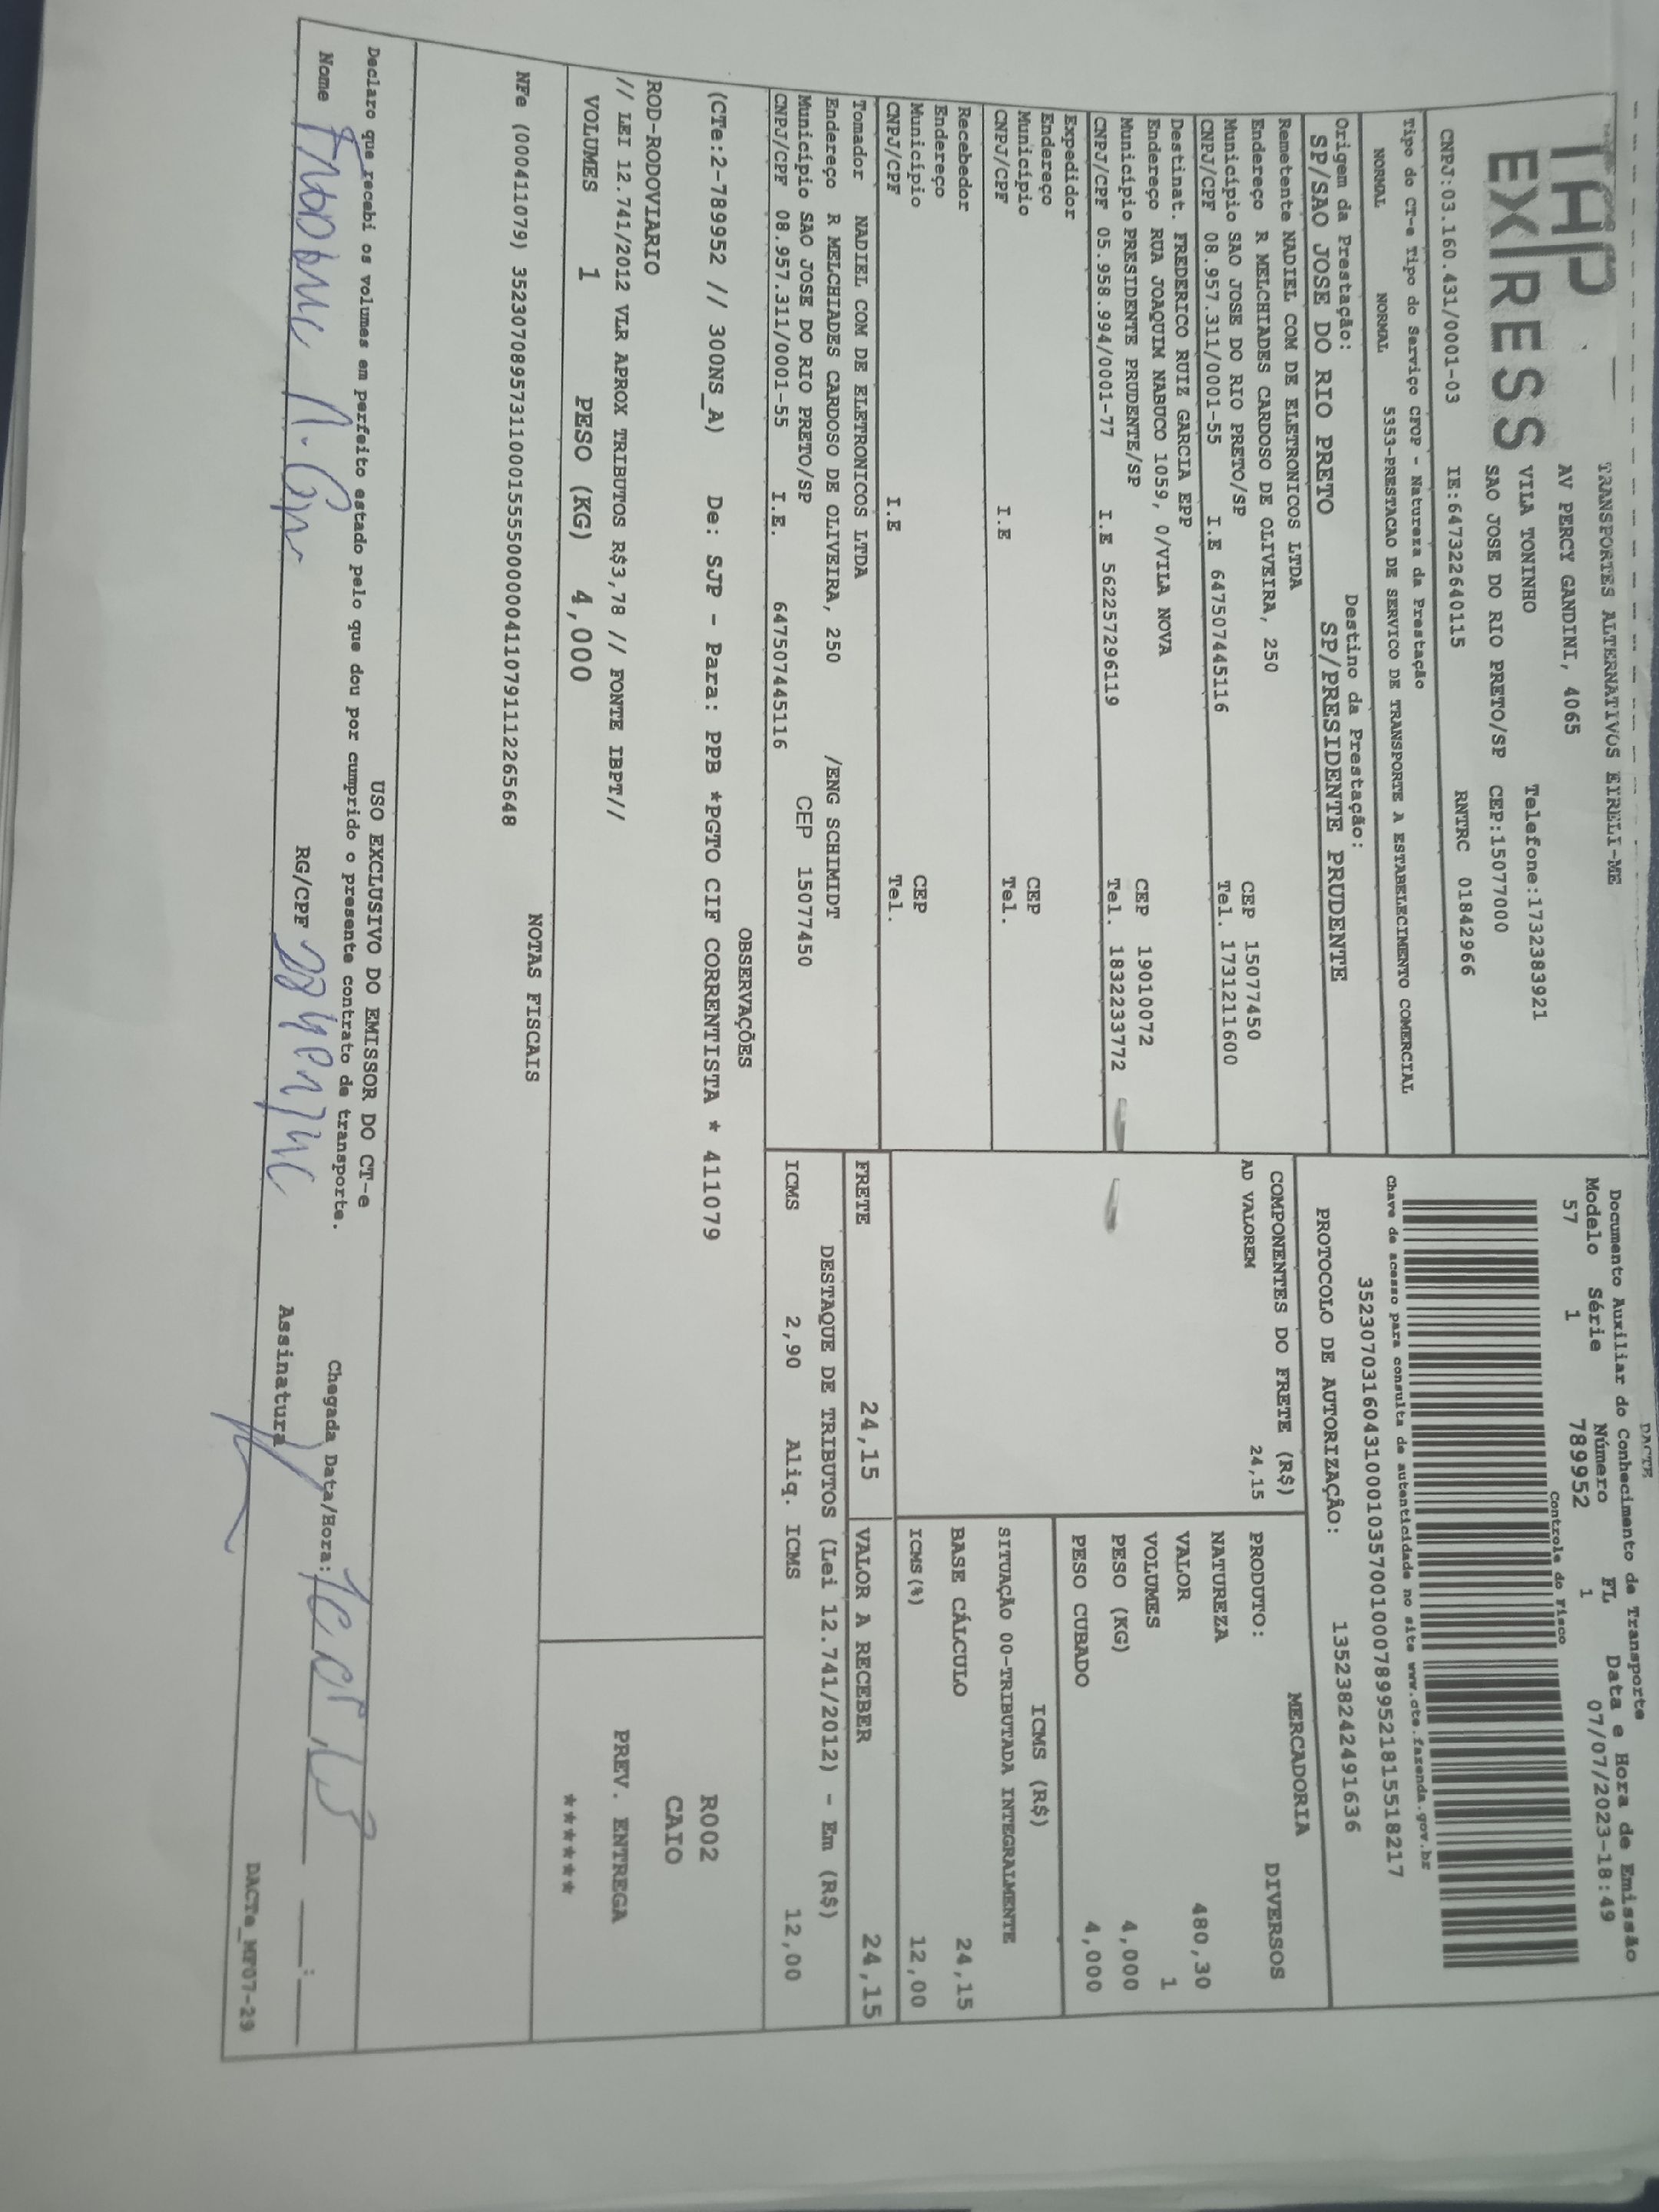 TRANSPORTES ALTERNATIVOS EIRELI-ME
AV PERCY GANDINI, 4065
EXPRESS
VILA TONINHO Telefone:1732383921
SAO JOSE DO RIO PRETO/SP CEP:15077000
CNPJ:03.160.431/0001-03 IE:647322640115 RNTRC 01842966
Tipo do CT-e Tipo do Serviço CFOP - Natureza da Prestação
NORMAL NORMAL 5353-PRESTACAO DE SERVICO DE TRANSPORTE A ESTABELECIMENTO COMERCIAL
Origem da Prestação: Destino da Prestação:
SP/SAO JOSE DO RIO PRETO SP/PRESIDENTE PRUDENTE
Remetente NADIEL COM DE ELETRONICOS LTDA
Endereço R MELCHIADES CARDOSO DE OLIVEIRA, 250 CEP 15077450
Município SAO JOSE DO RIO PRETO/SP Tel. 1731211600
CNPJ/CPF 08.957.311/0001-55 I.E 647507445116
Destinat. FREDERICO RUIZ GARCIA EPP
Endereço RUA JOAQUIM NABUCO 1059, 0/VILA NOVA CEP 19010072
Município PRESIDENTE PRUDENTE/SP Tel. 1832233772
CNPJ/CPF 05.958.994/0001-77 I.E 562257296119
Expedidor
Endereço
Município CEP
CNPJ/CPF I.E Tel.
Recebedor
Endereço
Município CEP
CNPJ/CPF I.E Tel.
Tomador NADIEL COM DE ELETRONICOS LTDA
Endereço R MELCHIADES CARDOSO DE OLIVEIRA, 250 /ENG SCHIMIDT
Município SAO JOSE DO RIO PRETO/SP CEP 15077450
CNPJ/CPF 08.957.311/0001-55 I.E. 647507445116
DACTE
Documento Auxiliar do Conhecimento de Transporte
Modelo Série Número FL Data e Hora de Emissão
57 1 789952 1 07/07/2023-18:49
Controle do Fisco
Chave de acesso para consulta de autenticidade no site www.cte.fazenda.gov.br
35230703160431000103570010007899521815518217
PROTOCOLO DE AUTORIZAÇÃO: 135238242491636
COMPONENTES DO FRETE (R$)
AD VALOREM 24,15
MERCADORIA
PRODUTO: DIVERSOS
NATUREZA
VALOR 480,30
VOLUMES 1
PESO (KG) 4,000
PESO CUBADO 4,000
ICMS (R$)
SITUAÇÃO 00-TRIBUTADA INTEGRALMENTE
BASE CÁLCULO 24,15
ICMS(%) 12,00
FRETE 24,15 VALOR A RECEBER 24,15
DESTAQUE DE TRIBUTOS (Lei 12.741/2012) - Em (R$)
ICMS 2,90 Aliq. ICMS 12,00
OBSERVAÇÕES
(CTe:2-789952 // 300NS_A) De: SJP - Para: PPB *PGTO CIF CORRENTISTA * 411079
ROD-RODOVIARIO
// LEI 12.741/2012 VLR APROX TRIBUTOS R$3,78 // FONTE IBPT//
VOLUMES 1 PESO (KG) 4,000
R002
CAIO
PREV. ENTREGA
******
NOTAS FISCAIS
NFe (000411079) 35230708957311000155550000004110791112265648
USO EXCLUSIVO DO EMISSOR DO CT-e
Declaro que recebi os volumes em perfeito estado pelo que dou por cumprido o presente contrato de transporte.
Chegada Data/Hora:
Nome RG/CPF Assinatura
DACTe_MF07-29